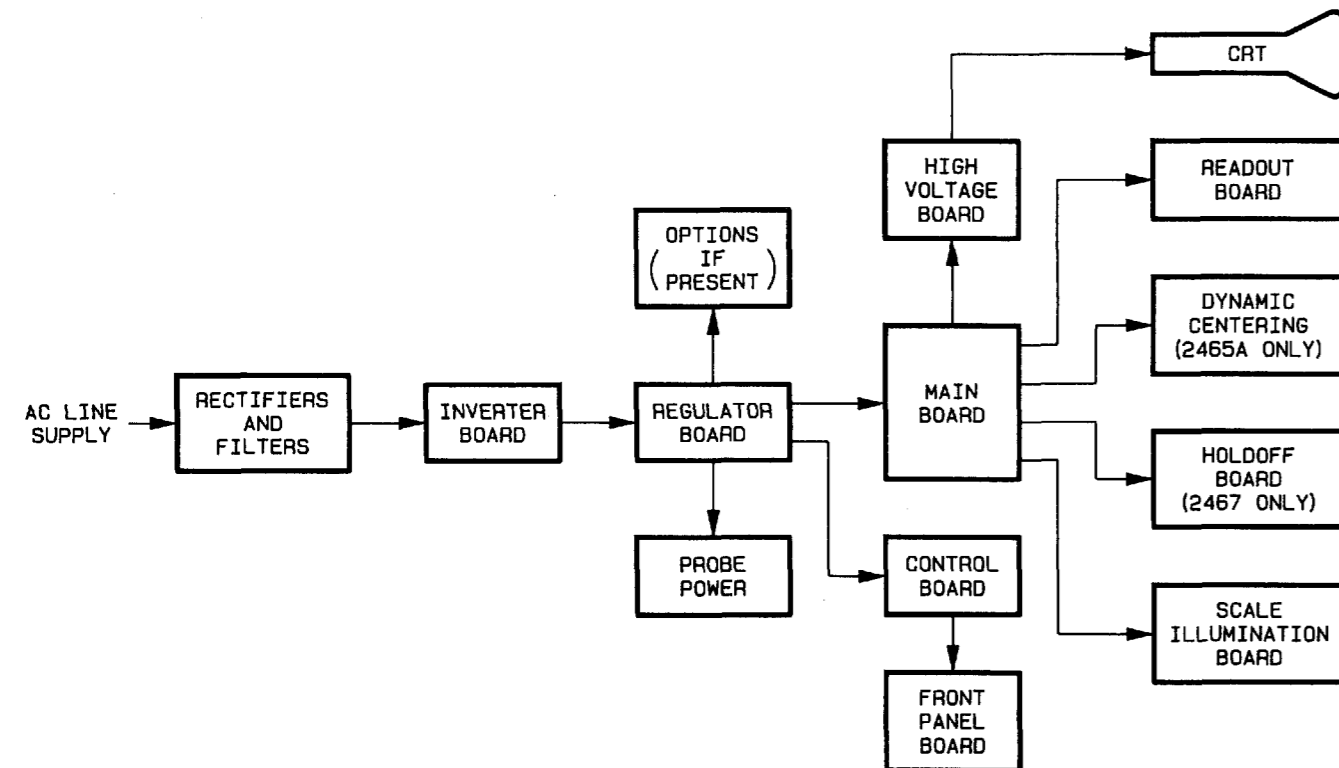 CRT
HIGH
VOLTAGE
BOARD
READOUT
BOARD
OPTIONS
IF
( PRESENT )
DYNAMIC
CENTERING
(2465A ONLY)
AC LINE
SUPPLY
RECTIFIERS
AND
FILTERS
INVERTER
BOARD
REGULATOR
BOARD
MAIN
BOARD
HOLDOFF
BOARD
(2467 ONLY)
PROBE
POWER
CONTROL
BOARD
SCALE
ILLUMINATION
BOARD
FRONT
PANEL
BOARD